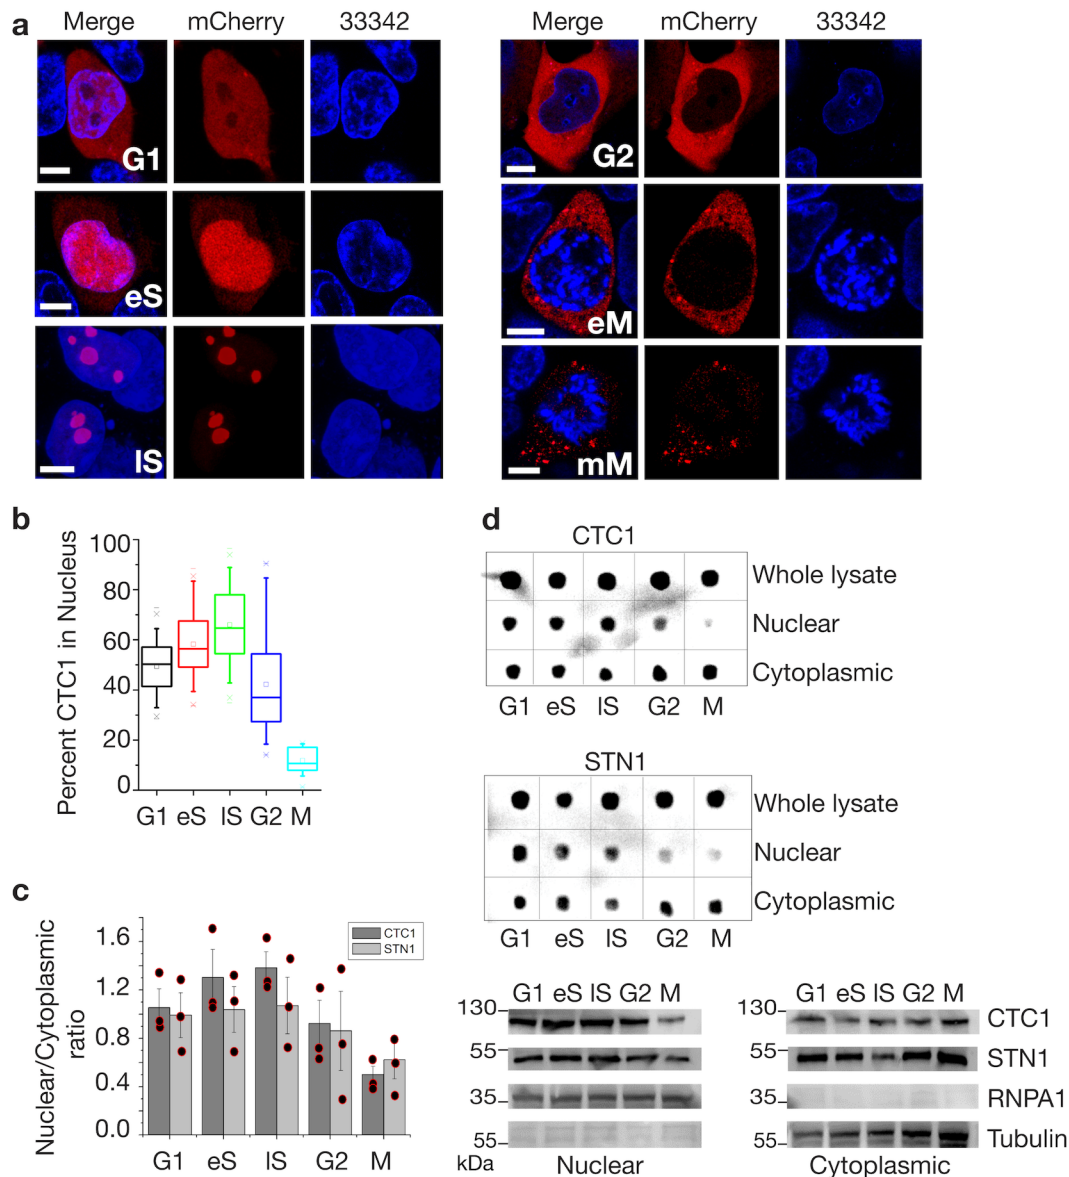 a
Merge mCherry 33342
G1
eS
lS
Merge mCherry 33342
G2
eM
mM
b
Percent CTC1 in Nucleus
100
80
60
40
20
0
G1 eS lS G2 M
c
Nuclear/Cytoplasmic
ratio
1.6
1.2
0.8
0.4
0.0
CTC1
STN1
G1 eS lS G2 M
d
CTC1
Whole lysate
Nuclear
Cytoplasmic
G1 eS lS G2 M
STN1
Whole lysate
Nuclear
Cytoplasmic
G1 eS lS G2 M
G1 eS lS G2 M
130
55
35
55
kDa
Nuclear
G1 eS lS G2 M
130 CTC1
55 STN1
35 RNPA1
55 Tubulin
Cytoplasmic